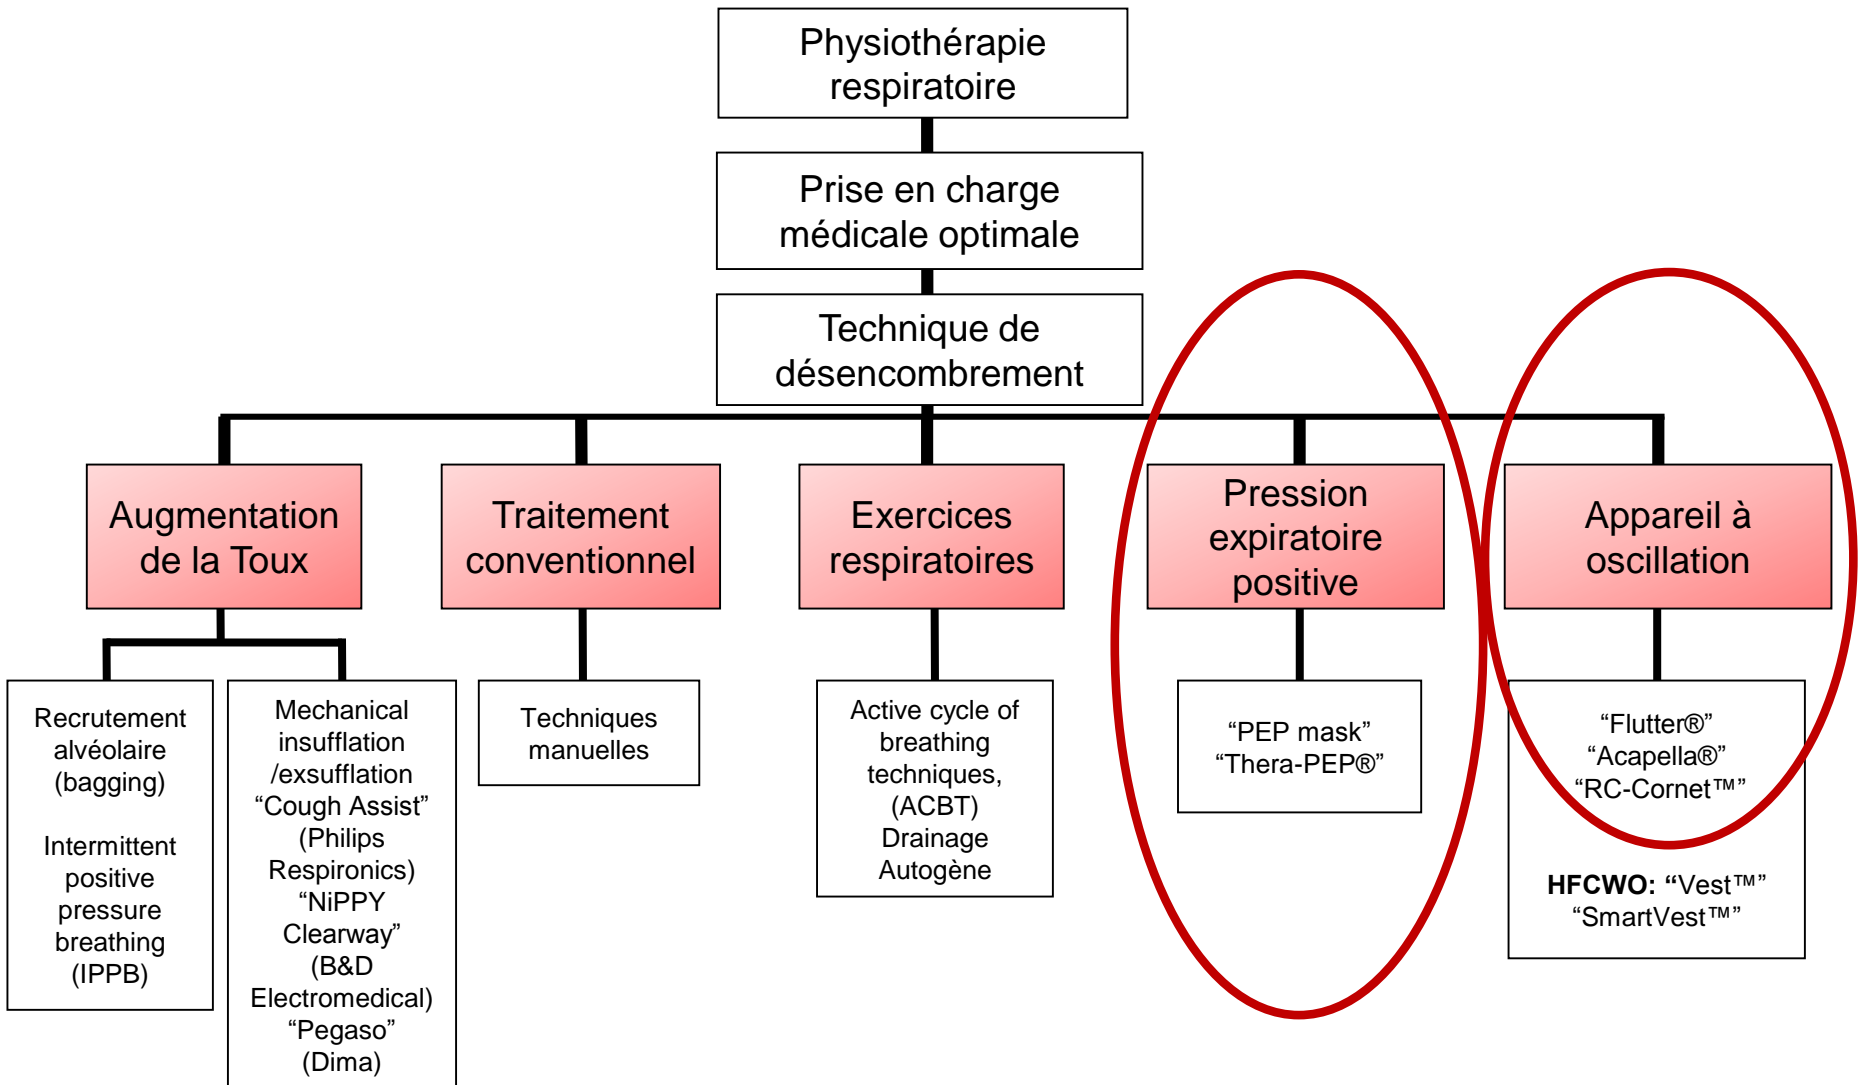 Physiothérapie
respiratoire
Prise en charge
médicale optimale
Technique de
désencombrement
Augmentation
de la Toux
Traitement
conventionnel
Exercices
respiratoires
Pression
expiratoire
positive
Appareil à
oscillation
Recrutement
alvéolaire
(bagging)
Intermittent
positive
pressure
breathing
(IPPB)
Mechanical
insufflation
/exsufflation
“Cough Assist”
(Philips
Respironics)
“NiPPY
Clearway”
(B&D
Electromedical)
“Pegaso”
(Dima)
Techniques
manuelles
Active cycle of
breathing
techniques,
(ACBT)
Drainage
Autogène
“PEP mask”
“Thera-PEP®”
“Flutter®”
“Acapella®”
“RC-Cornet™”
HFCWO: “Vest™”
“SmartVest™”